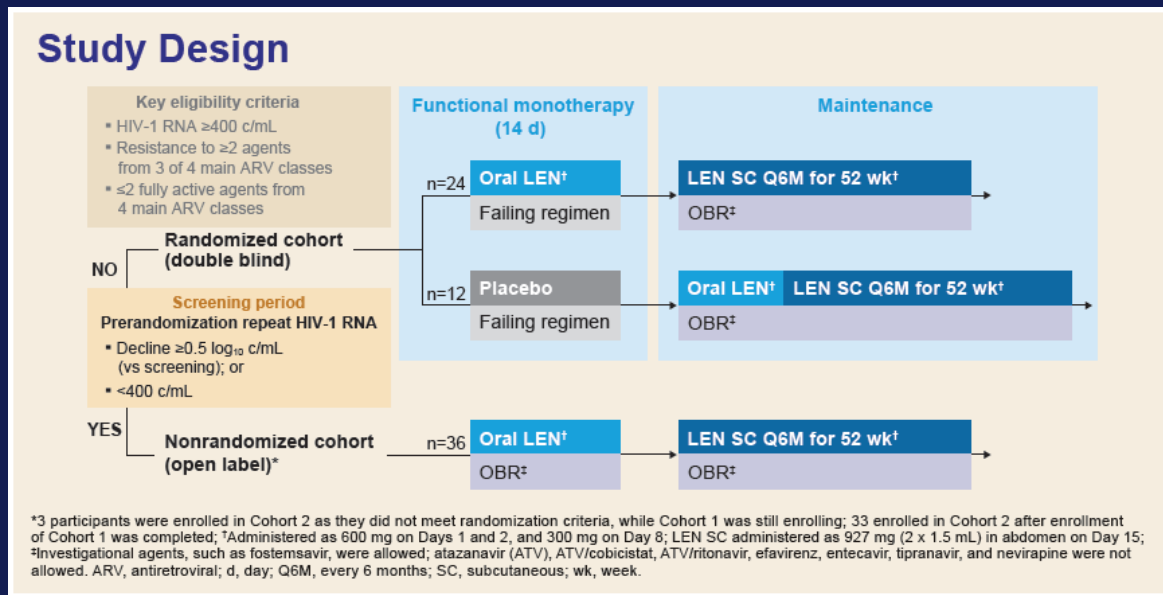 Study Design
Key eligibility criteria
▪ HIV-1 RNA ≥400 c/mL
▪ Resistance to ≥2 agents
from 3 of 4 main ARV classes
▪ ≤2 fully active agents from
4 main ARV classes
Functional monotherapy
(14 d)
Maintenance
n=24
Oral LEN†
Failing regimen
LEN SC Q6M for 52 wk†
OBR‡
Randomized cohort
(double blind)
NO
n=12
Placebo
Failing regimen
Oral LEN† LEN SC Q6M for 52 wk†
OBR‡
Screening period
Prerandomization repeat HIV-1 RNA
▪ Decline ≥0.5 log₁₀ c/mL
(vs screening); or
▪ <400 c/mL
YES
Nonrandomized cohort
(open label)*
n=36
Oral LEN†
OBR‡
LEN SC Q6M for 52 wk†
OBR‡
*3 participants were enrolled in Cohort 2 as they did not meet randomization criteria, while Cohort 1 was still enrolling; 33 enrolled in Cohort 2 after enrollment
of Cohort 1 was completed; †Administered as 600 mg on Days 1 and 2, and 300 mg on Day 8; LEN SC administered as 927 mg (2 x 1.5 mL) in abdomen on Day 15;
‡Investigational agents, such as fostemsavir, were allowed; atazanavir (ATV), ATV/cobicistat, ATV/ritonavir, efavirenz, entecavir, tipranavir, and nevirapine were not
allowed. ARV, antiretroviral; d, day; Q6M, every 6 months; SC, subcutaneous; wk, week.